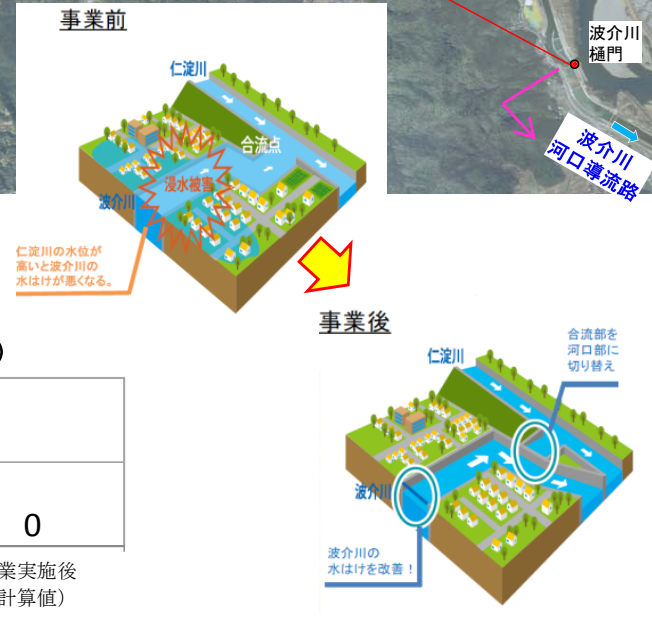 事業前
仁淀川
合流点
浸水被害
波介川
仁淀川の水位が
高いと波介川の
水はけが悪くなる。
波介川
樋門
波介川
河口導流路
事業後
合流部を
河口部に
切り替え
仁淀川
波介川
波介川の
水はけを改善！
)
0
業実施後
計算値）